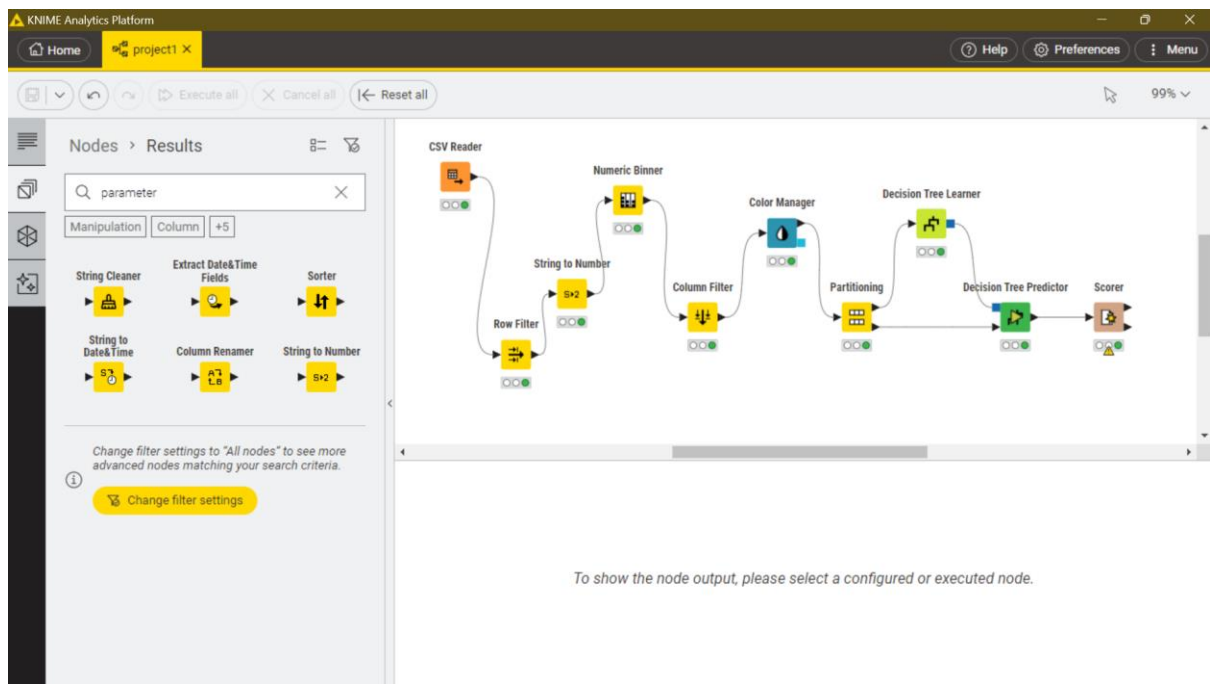 KNIME Analytics Platform
Home
project1
Help
Preferences
Menu
Execute all
Cancel all
Reset all
99%
Nodes > Results
parameter
Manipulation
Column
+5
String Cleaner
Extract Date&Time
Fields
Sorter
String to
Date&Time
Column Renamer
String to Number
Change filter settings to "All nodes" to see more
advanced nodes matching your search criteria.
Change filter settings
CSV Reader
Numeric Binner
Color Manager
Decision Tree Learner
String to Number
Column Filter
Partitioning
Decision Tree Predictor
Scorer
Row Filter
To show the node output, please select a configured or executed node.